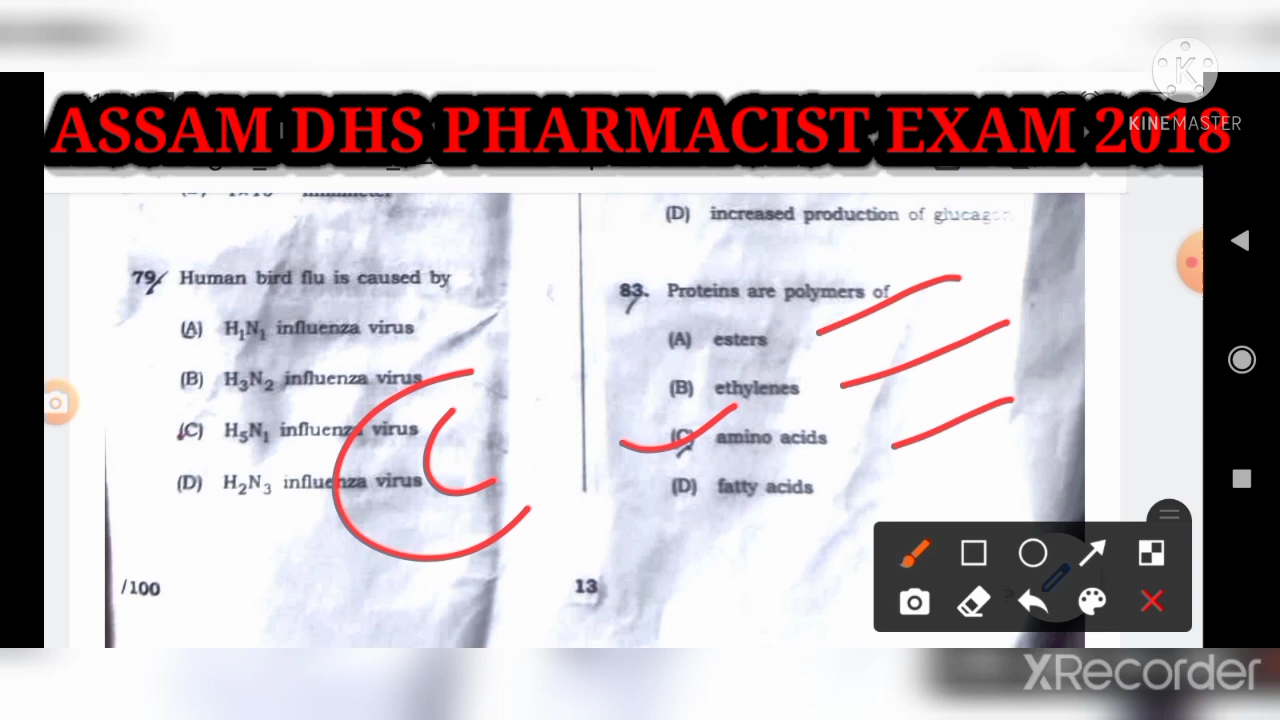 ASSAM DHS PHARMACIST EXAM 2018
KINEMASTER
79. Human bird flu is caused by
(A) H₁N₁ influenza virus
(B) H₃N₂ influenza virus
(C) H₅N₁ influenza virus
(D) H₂N₃ influenza virus
/100
13
(D) increased production of glucagon
83. Proteins are polymers of
(A) esters
(B) ethylenes
(C) amino acids
(D) fatty acids
XRecorder